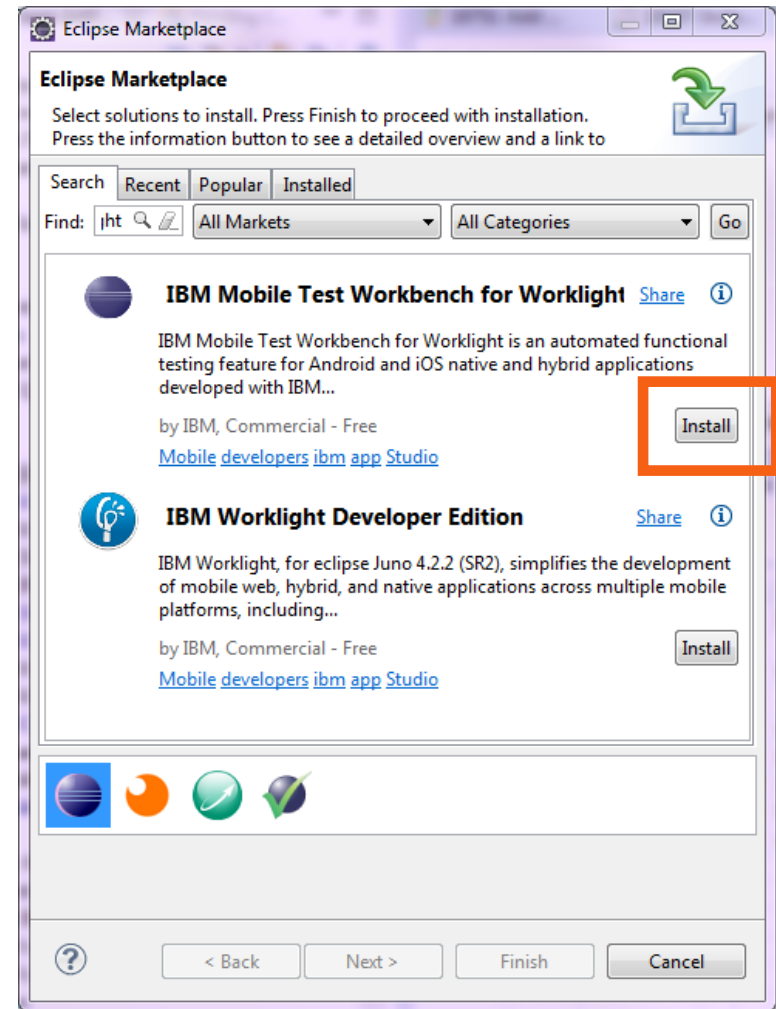 Eclipse Marketplace
Eclipse Marketplace
Select solutions to install. Press Finish to proceed with installation.
Press the information button to see a detailed overview and a link to
Search Recent Popular Installed
Find: ght All Markets All Categories Go
IBM Mobile Test Workbench for Worklight Share
IBM Mobile Test Workbench for Worklight is an automated functional
testing feature for Android and iOS native and hybrid applications
developed with IBM...
by IBM, Commercial - Free Install
Mobile developers ibm app Studio
IBM Worklight Developer Edition Share
IBM Worklight, for eclipse Juno 4.2.2 (SR2), simplifies the development
of mobile web, hybrid, and native applications across multiple mobile
platforms, including...
by IBM, Commercial - Free Install
Mobile developers ibm app Studio
? < Back Next > Finish Cancel